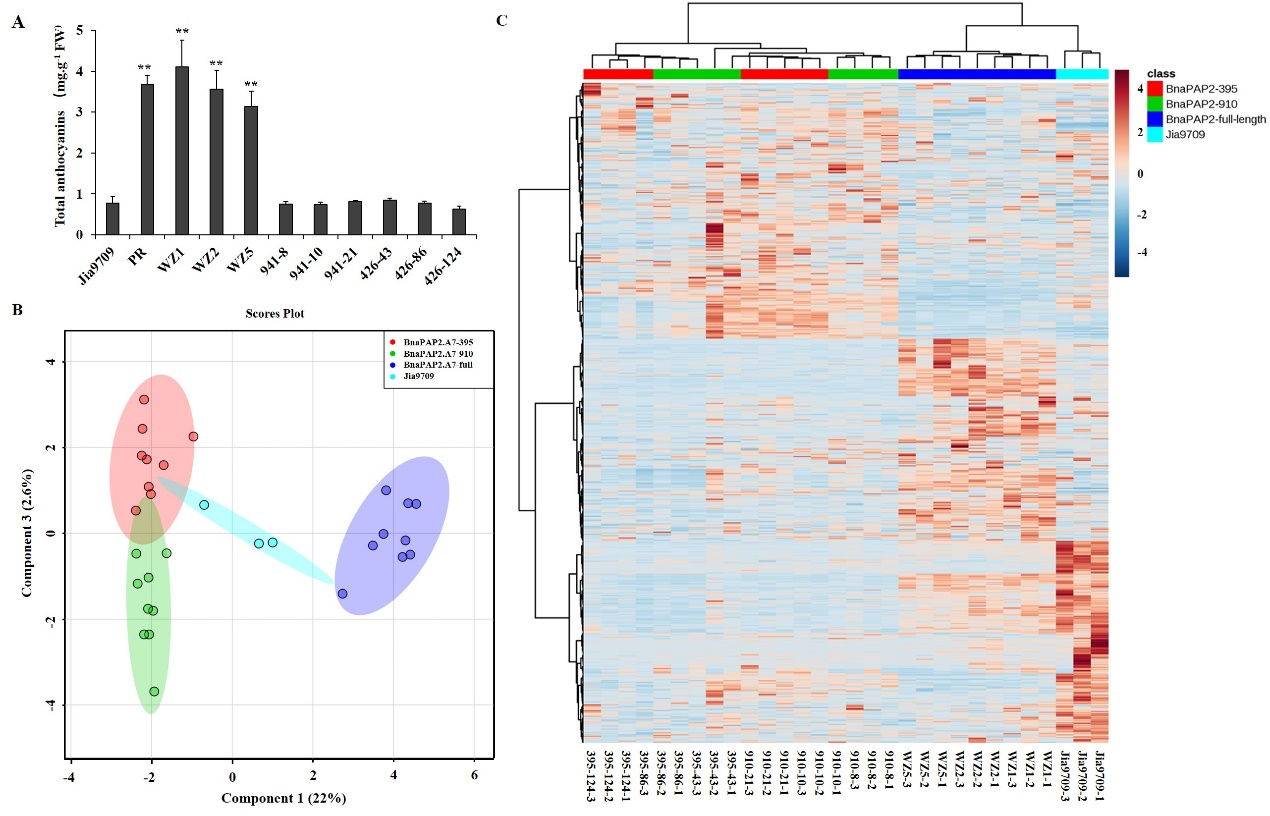 A
Total anthocyanins (mg.g⁻¹ FW)
5
4
3
2
1
0
**
**
**
**
Jia9709
PR
WZ1
WZ2
WZ5
941-8
941-10
941-21
426-43
426-86
426-124
B
Scores Plot
BnaPAP2.A7-395
BnaPAP2.A7-910
BnaPAP2.A7-full
Jia9709
Component 3 (2.6%)
4
2
0
-2
-4
-4
-2
0
2
4
6
Component 1 (22%)
C
class
BnaPAP2-395
BnaPAP2-910
BnaPAP2-full-length
Jia9709
4
2
0
-2
-4
395-124-3
395-124-2
395-124-1
395-86-3
395-86-2
395-86-1
395-43-3
395-43-2
395-43-1
910-21-3
910-21-2
910-21-1
910-10-3
910-10-2
910-10-1
910-8-3
910-8-2
910-8-1
WZ5-3
WZ5-2
WZ5-1
WZ2-3
WZ2-2
WZ2-1
WZ1-3
WZ1-2
WZ1-1
Jia9709-3
Jia9709-2
Jia9709-1